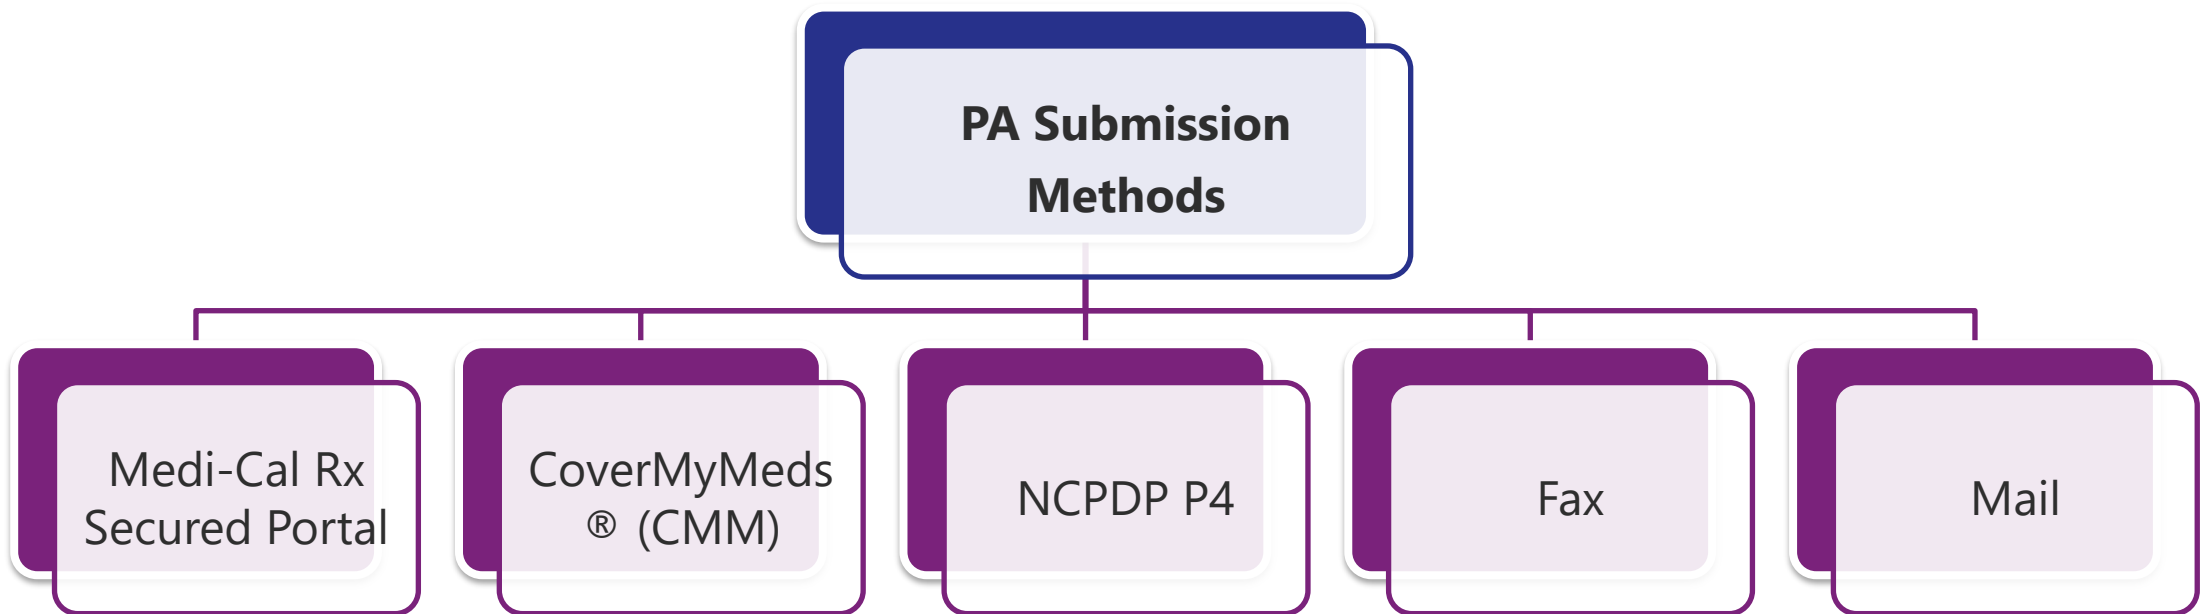 PA Submission
Methods
Medi-Cal Rx
Secured Portal
CoverMyMeds
® (CMM)
NCPDP P4
Fax
Mail